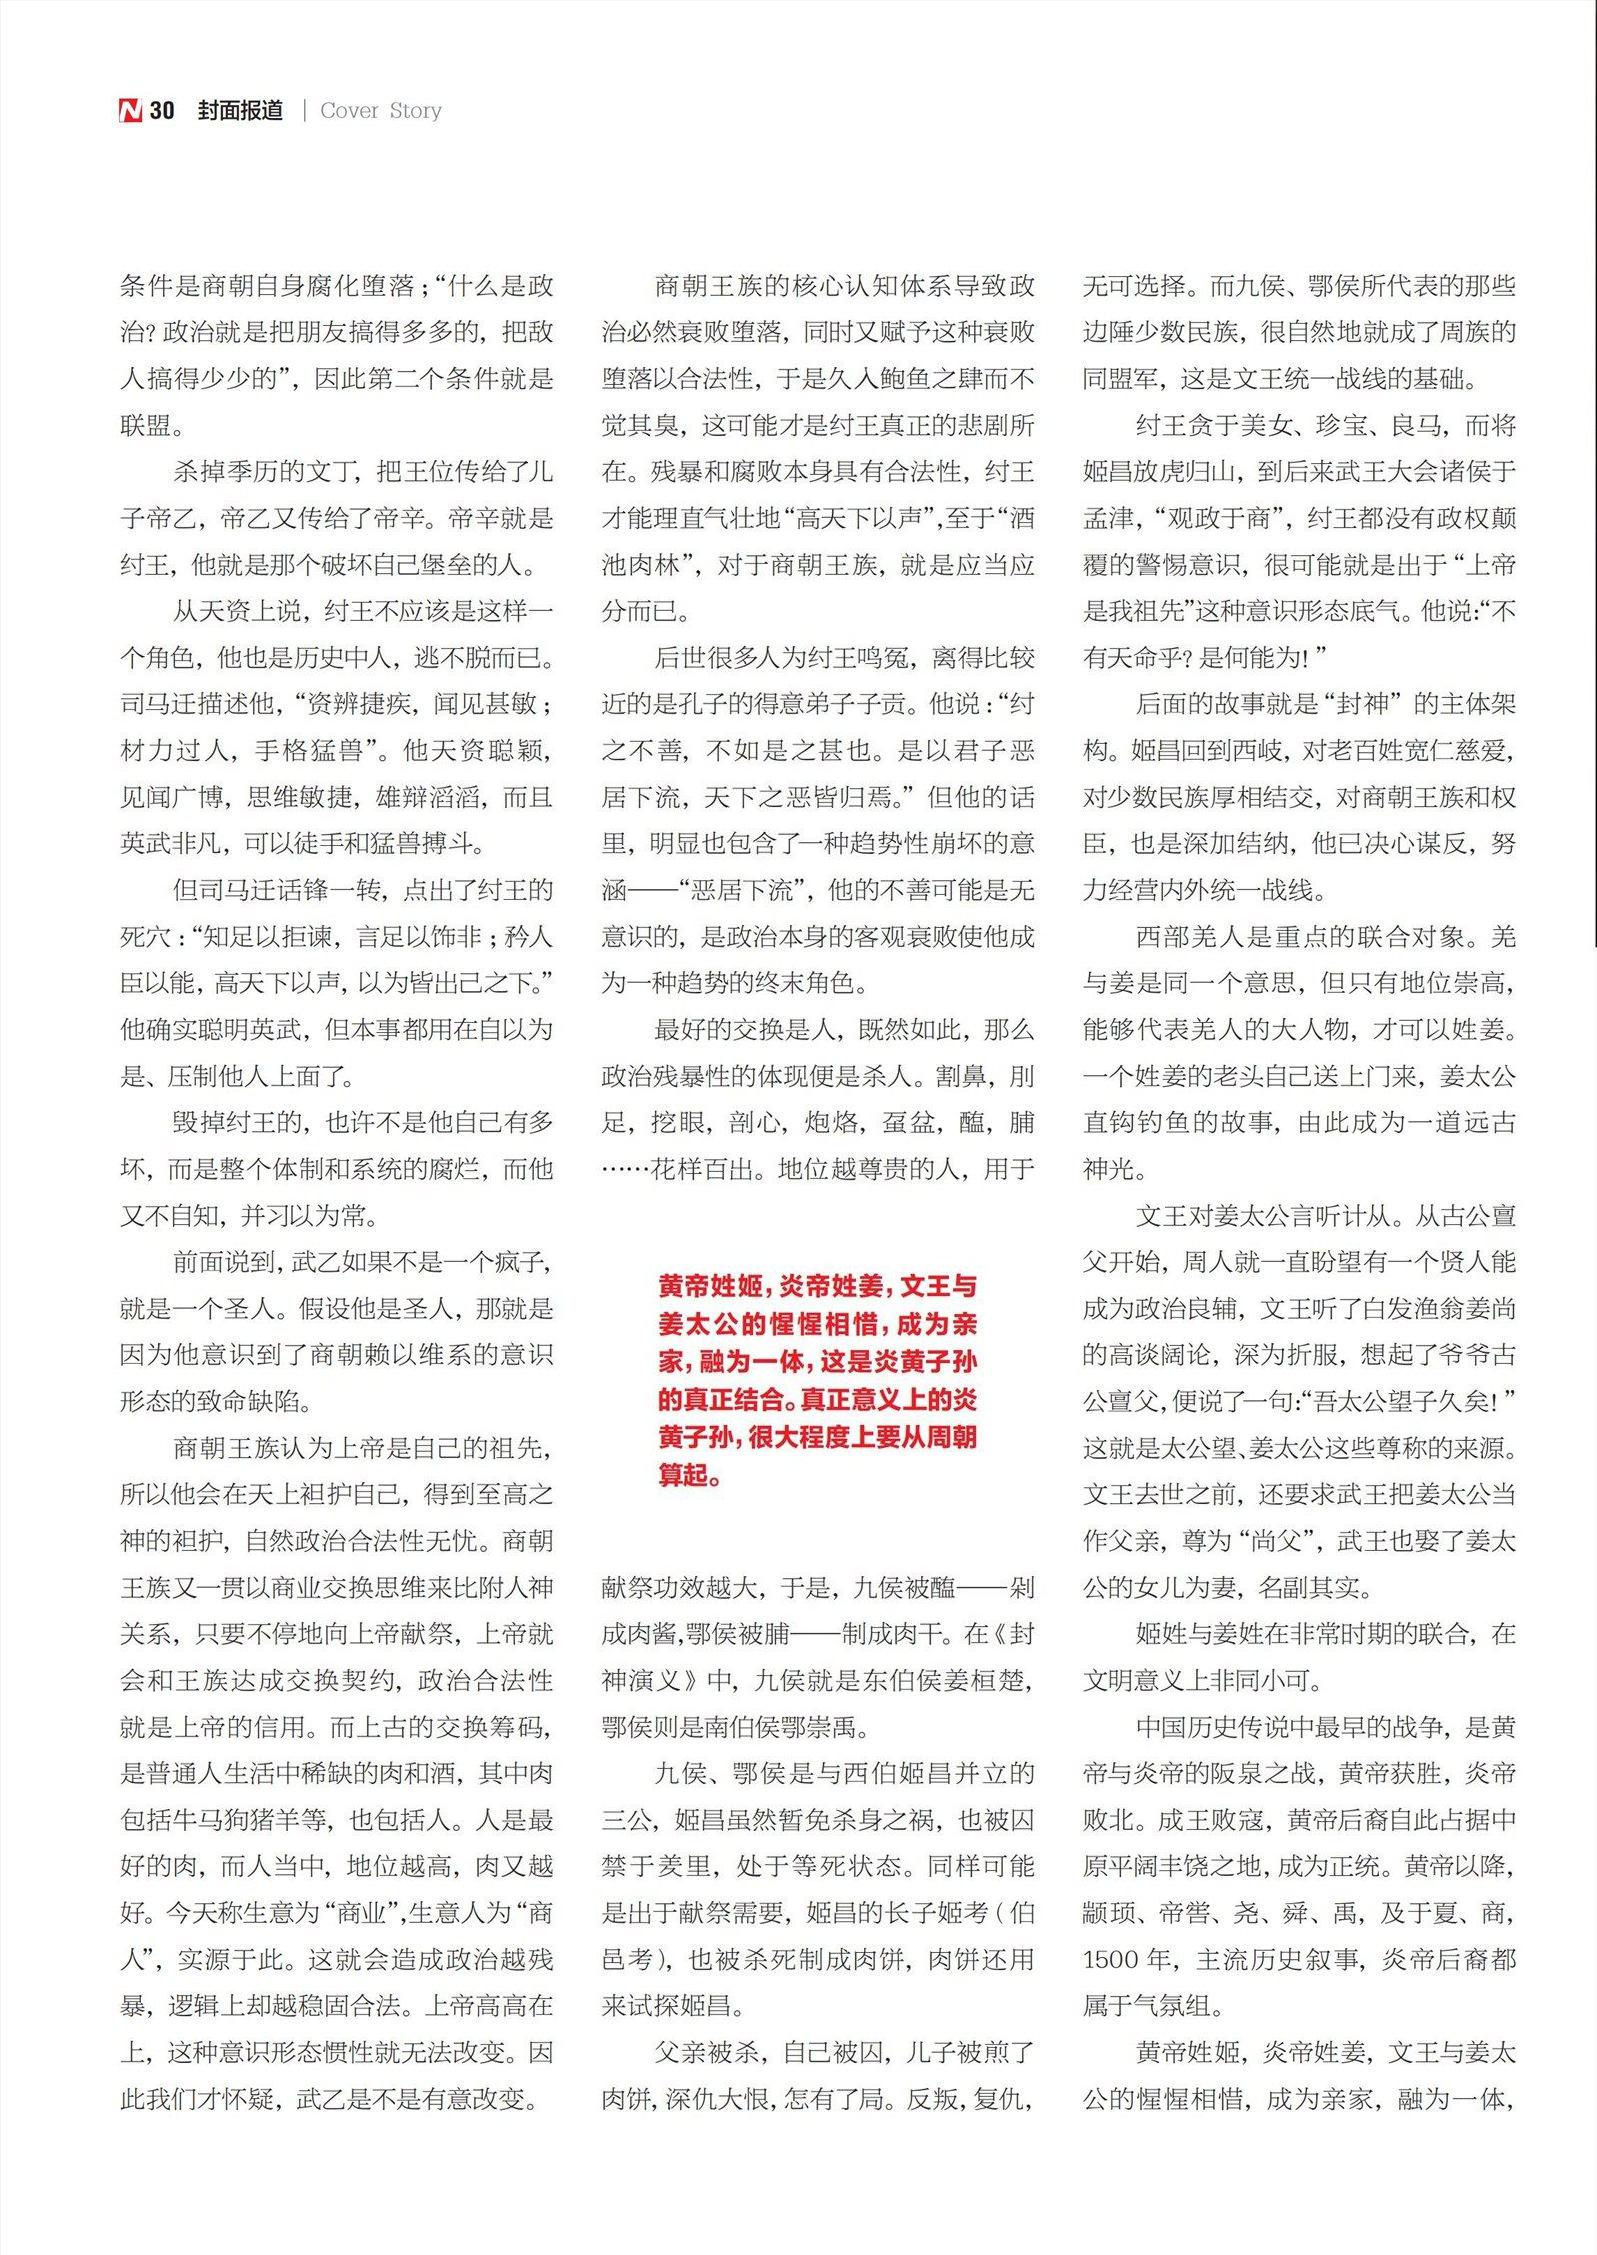 N 30 封面报道 | Cover Story
条件是商朝自身腐化堕落；“什么是政
治？政治就是把朋友搞得多多的，把敌
人搞得少少的”，因此第二个条件就是
联盟。
杀掉季历的文丁，把王位传给了儿
子帝乙，帝乙又传给了帝辛。帝辛就是
纣王，他就是那个破坏自己堡垒的人。
从天资上说，纣王不应该是这样一
个角色，他也是历史中人，逃不脱而已。
司马迁描述他，“资辨捷疾，闻见甚敏；
材力过人，手格猛兽”。他天资聪颖，
见闻广博，思维敏捷，雄辩滔滔，而且
英武非凡，可以徒手和猛兽搏斗。
但司马迁话锋一转，点出了纣王的
死穴：“知足以拒谏，言足以饰非；矜人
臣以能，高天下以声，以为皆出己之下。”
他确实聪明英武，但本事都用在自以为
是、压制他人上面了。
毁掉纣王的，也许不是他自己有多
坏，而是整个体制和系统的腐烂，而他
又不自知，并习以为常。
前面说到，武乙如果不是一个疯子，
就是一个圣人。假设他是圣人，那就是
因为他意识到了商朝赖以维系的意识
形态的致命缺陷。
商朝王族认为上帝是自己的祖先，
所以他会在天上袒护自己，得到至高之
神的袒护，自然政治合法性无忧。商朝
王族又一贯以商业交换思维来比附人神
关系，只要不停地向上帝献祭，上帝就
会和王族达成交换契约，政治合法性
就是上帝的信用。而上古的交换筹码，
是普通人生活中稀缺的肉和酒，其中肉
包括牛马狗猪羊等，也包括人。人是最
好的肉，而人当中，地位越高，肉又越
好。今天称生意为“商业”，生意人为“商
人”，实源于此。这就会造成政治越残
暴，逻辑上却越稳固合法。上帝高高在
上，这种意识形态惯性就无法改变。因
此我们才怀疑，武乙是不是有意改变。
商朝王族的核心认知体系导致政
治必然衰败堕落，同时又赋予这种衰败
堕落以合法性，于是久入鲍鱼之肆而不
觉其臭，这可能才是纣王真正的悲剧所
在。残暴和腐败本身具有合法性，纣王
才能理直气壮地“高天下以声”，至于“酒
池肉林”，对于商朝王族，就是应当应
分而已。
后世很多人为纣王鸣冤，离得比较
近的是孔子的得意弟子子贡。他说：“纣
之不善，不如是之甚也。是以君子恶
居下流，天下之恶皆归焉。”但他的话
里，明显也包含了一种趋势性崩坏的意
涵——“恶居下流”，他的不善可能是无
意识的，是政治本身的客观衰败使他成
为一种趋势的终末角色。
最好的交换是人，既然如此，那么
政治残暴性的体现便是杀人。割鼻，刖
足，挖眼，剖心，炮烙，虿盆，醢，脯
……花样百出。地位越尊贵的人，用于
黄帝姓姬，炎帝姓姜，文王与
姜太公的惺惺相惜，成为亲
家，融为一体，这是炎黄子孙
的真正结合。真正意义上的炎
黄子孙，很大程度上要从周朝
算起。
献祭功效越大，于是，九侯被醢——剁
成肉酱，鄂侯被脯——制成肉干。在《封
神演义》中，九侯就是东伯侯姜桓楚，
鄂侯则是南伯侯鄂崇禹。
九侯、鄂侯是与西伯姬昌并立的
三公，姬昌虽然暂免杀身之祸，也被囚
禁于羑里，处于等死状态。同样可能
是出于献祭需要，姬昌的长子姬考（伯
邑考），也被杀死制成肉饼，肉饼还用
来试探姬昌。
父亲被杀，自己被囚，儿子被煎了
肉饼，深仇大恨，怎有了局。反叛，复仇，
无可选择。而九侯、鄂侯所代表的那些
边陲少数民族，很自然地就成了周族的
同盟军，这是文王统一战线的基础。
纣王贪于美女、珍宝、良马，而将
姬昌放虎归山，到后来武王大会诸侯于
孟津，“观政于商”，纣王都没有政权颠
覆的警惕意识，很可能就是出于“上帝
是我祖先”这种意识形态底气。他说：“不
有天命乎？是何能为！”
后面的故事就是“封神”的主体架
构。姬昌回到西岐，对老百姓宽仁慈爱，
对少数民族厚相结交，对商朝王族和权
臣，也是深加结纳，他已决心谋反，努
力经营内外统一战线。
西部羌人是重点的联合对象。羌
与姜是同一个意思，但只有地位崇高，
能够代表羌人的大人物，才可以姓姜。
一个姓姜的老头自己送上门来，姜太公
直钩钓鱼的故事，由此成为一道远古
神光。
文王对姜太公言听计从。从古公亶
父开始，周人就一直盼望有一个贤人能
成为政治良辅，文王听了白发渔翁姜尚
的高谈阔论，深为折服，想起了爷爷古
公亶父，便说了一句：“吾太公望子久矣！”
这就是太公望、姜太公这些尊称的来源。
文王去世之前，还要求武王把姜太公当
作父亲，尊为“尚父”，武王也娶了姜太
公的女儿为妻，名副其实。
姬姓与姜姓在非常时期的联合，在
文明意义上非同小可。
中国历史传说中最早的战争，是黄
帝与炎帝的阪泉之战，黄帝获胜，炎帝
败北。成王败寇，黄帝后裔自此占据中
原平阔丰饶之地，成为正统。黄帝以降，
颛顼、帝喾、尧、舜、禹，及于夏、商，
1500 年，主流历史叙事，炎帝后裔都
属于气氛组。
黄帝姓姬，炎帝姓姜，文王与姜太
公的惺惺相惜，成为亲家，融为一体，